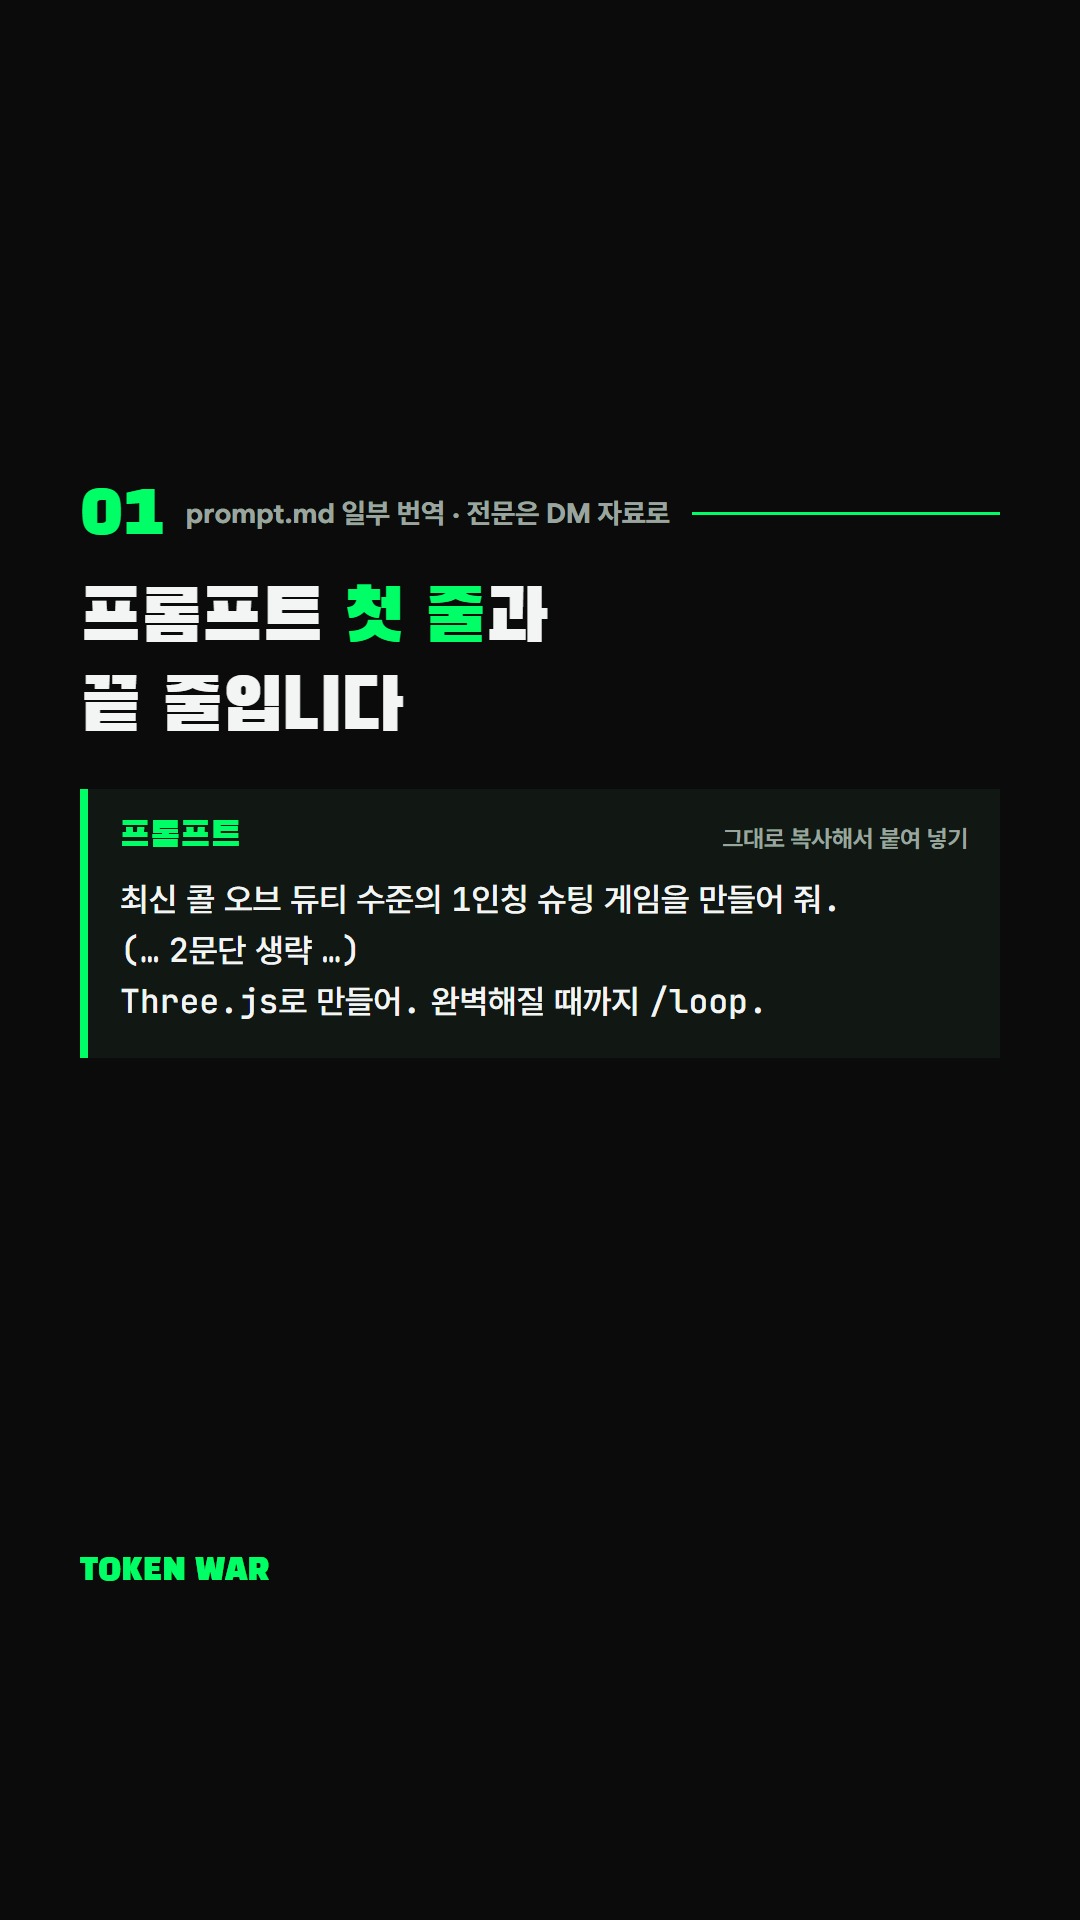 01 prompt.md 일부 번역 · 전문은 DM 자료로
프롬프트 첫 줄과
끝 줄입니다
프롬프트
그대로 복사해서 붙여 넣기
최신 콜 오브 듀티 수준의 1인칭 슈팅 게임을 만들어 줘.
(… 2문단 생략 …)
Three.js로 만들어. 완벽해질 때까지 /loop.
TOKEN WAR